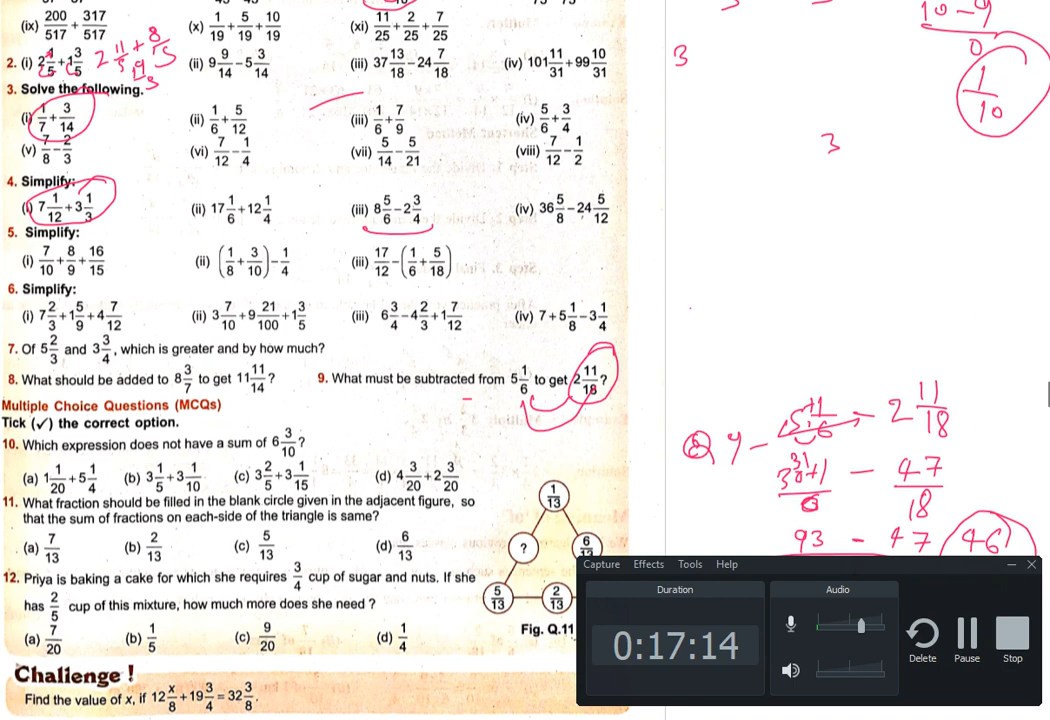 (ix) 200/517 + 317/517 (x) 1/19 + 5/19 + 10/19 (xi) 11/25 + 2/25 + 7/25
2. (i) 2 4/5 + 1 3/5 (ii) 9 9/14 - 5 3/14 (iii) 37 13/18 - 24 7/18 (iv) 101 11/31 + 99 10/31
3. Solve the following.
(i) 1/7 + 3/14 (ii) 1/6 + 5/12 (iii) 1/6 + 7/9 (iv) 5/6 + 3/4
(v) 7/8 - 2/3 (vi) 7/12 - 1/4 (vii) 5/14 - 5/21 (viii) 7/12 - 1/2
4. Simplify:
(i) 7 1/12 + 3 1/3 (ii) 17 1/6 + 12 1/4 (iii) 8 5/6 - 2 3/4 (iv) 36 5/8 - 24 5/12
5. Simplify:
(i) 7/10 + 8/9 + 16/15 (ii) (1/8 + 3/10) - 1/4 (iii) 17/12 - (1/6 + 5/18)
6. Simplify:
(i) 7 2/3 + 1 5/9 + 4 7/12 (ii) 3 7/10 + 9 21/100 + 1 3/5 (iii) 6 3/4 - 4 2/3 + 1 7/12 (iv) 7 + 5 1/8 - 3 1/4
7. Of 5 2/3 and 3 3/4, which is greater and by how much?
8. What should be added to 8 3/7 to get 11 11/14? 9. What must be subtracted from 5 1/6 to get 2 11/18?
Multiple Choice Questions (MCQs)
Tick (✓) the correct option.
10. Which expression does not have a sum of 6 3/10?
(a) 1 1/20 + 5 1/4 (b) 3 1/5 + 3 1/10 (c) 3 2/5 + 3 1/15 (d) 4 3/20 + 2 3/20
11. What fraction should be filled in the blank circle given in the adjacent figure, so
that the sum of fractions on each-side of the triangle is same?
(a) 7/13 (b) 2/13 (c) 5/13 (d) 6/13
12. Priya is baking a cake for which she requires 3/4 cup of sugar and nuts. If she
has 2/5 cup of this mixture, how much more does she need ?
(a) 7/20 (b) 1/5 (c) 9/20 (d) 1/4
1/13
? 6/13
5/13 2/13
Fig. Q.11
Challenge !
Find the value of x, if 12 x/8 + 19 3/4 = 32 3/8.
10 - 9
1/10
3
3
2 11/18
- 47/18
93 - 47 46
Capture Effects Tools Help
Duration Audio
0:17:14
Delete Pause Stop